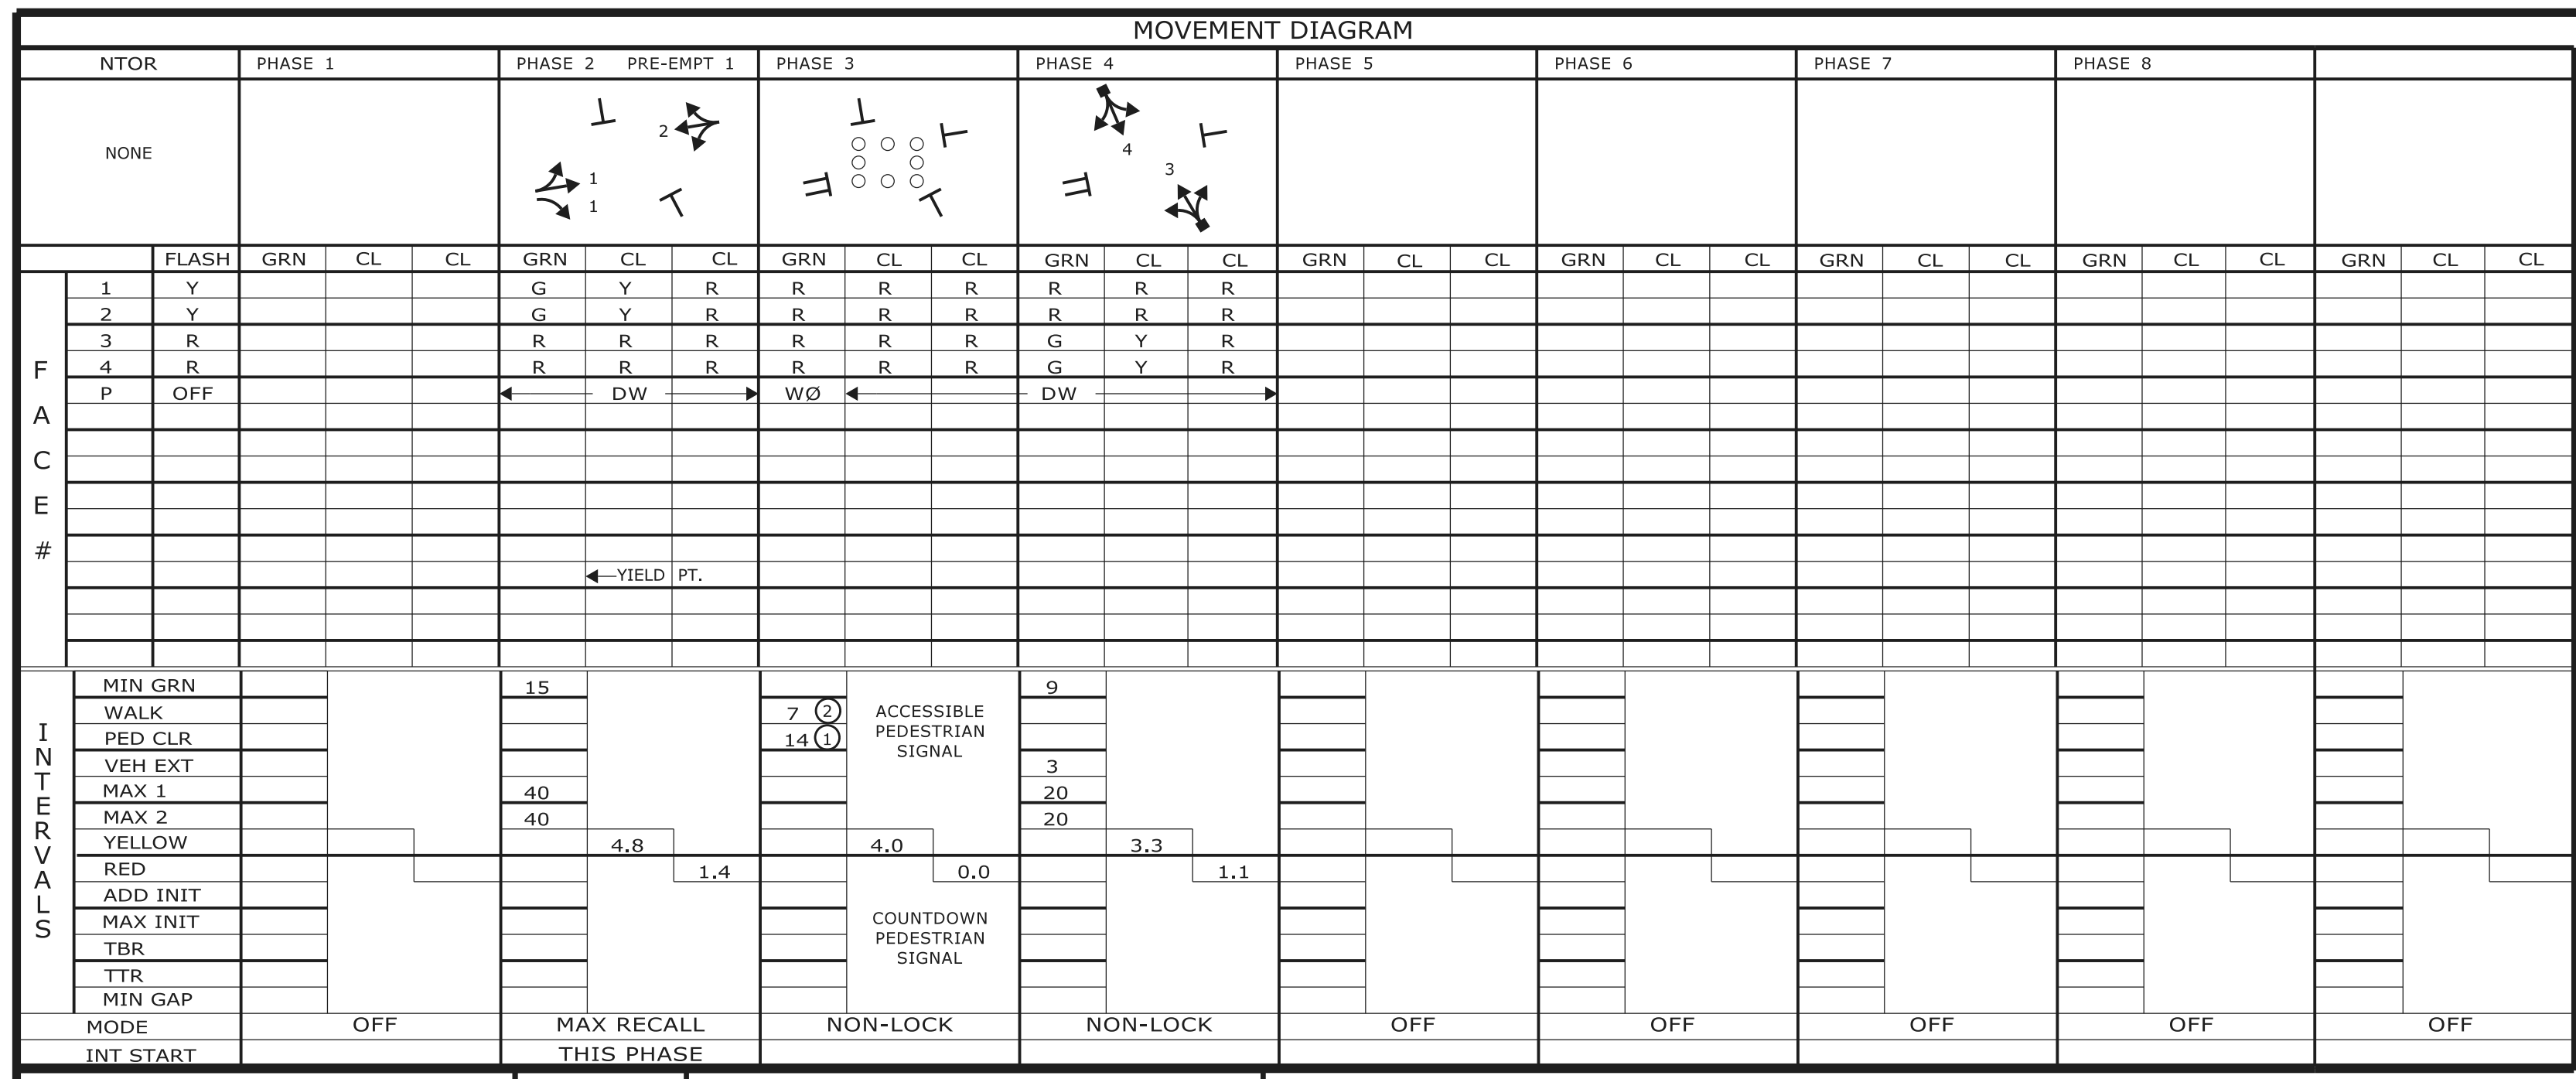 MOVEMENT DIAGRAM
NTOR PHASE 1 PHASE 2 PRE-EMPT 1 PHASE 3 PHASE 4 PHASE 5 PHASE 6 PHASE 7 PHASE 8
NONE
2
1
1
4
3
FLASH GRN CL CL GRN CL CL GRN CL CL GRN CL CL GRN CL CL GRN CL CL GRN CL CL GRN CL CL GRN CL CL
FACE #
1 Y G Y R R R R R R R
2 Y G Y R R R R R R R
3 R R R R R R R G Y R
4 R R R R R R R G Y R
P OFF DW WØ DW
YIELD PT.
INTERVALS
MIN GRN 15 9
WALK 7 2
PED CLR 14 1
ACCESSIBLE
PEDESTRIAN
SIGNAL
VEH EXT 3
MAX 1 40 20
MAX 2 40 20
YELLOW 4.8 4.0 3.3
RED 1.4 0.0 1.1
ADD INIT
MAX INIT
COUNTDOWN
PEDESTRIAN
SIGNAL
TBR
TTR
MIN GAP
MODE OFF MAX RECALL NON-LOCK NON-LOCK OFF OFF OFF OFF OFF
INT START THIS PHASE